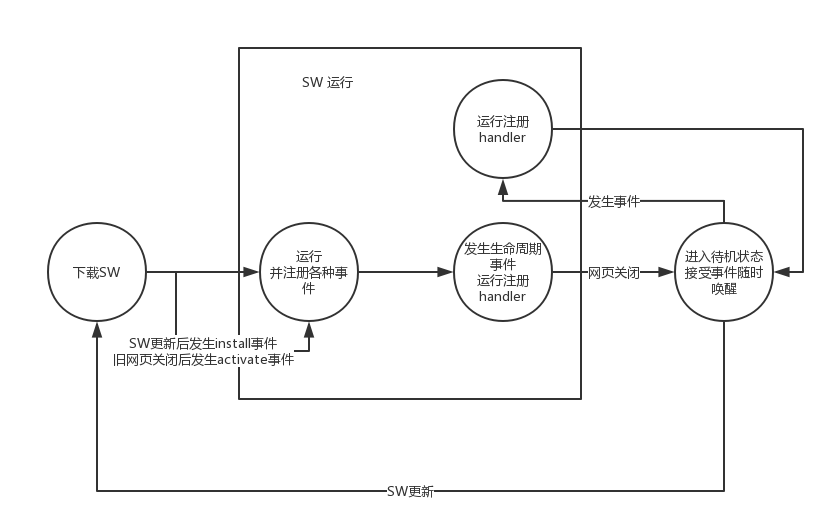 SW 运行
运行注册
handler
发生事件
下载SW
运行
并注册各种事
件
发生生命周期
事件
运行注册
handler
网页关闭
进入待机状态
接受事件随时
唤醒
SW更新后发生install事件
旧网页关闭后发生activate事件
SW更新